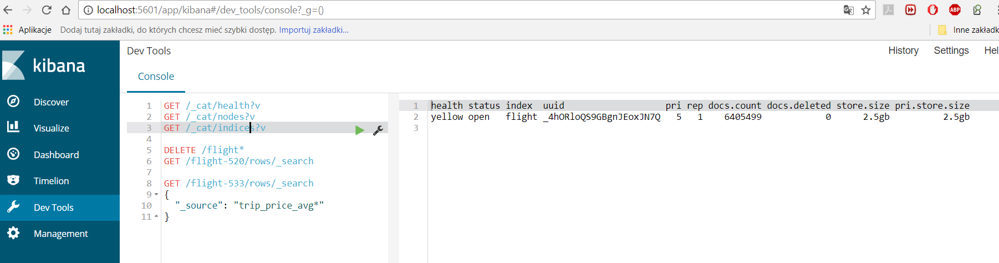 localhost:5601/app/kibana#/dev_tools/console?_g=()
Aplikacje Dodaj tutaj zakładki, do których chcesz mieć szybki dostęp. Importuj zakładki... Inne zakładk
ABP
kibana
Discover
Visualize
Dashboard
Timelion
Dev Tools
Management
Dev Tools
History Settings Hel
Console
1 GET /_cat/health?v
2 GET /_cat/nodes?v
3 GET /_cat/indices?v
4
5 DELETE /flight*
6 GET /flight-520/rows/_search
7
8 GET /flight-533/rows/_search
9 {
10 "_source": "trip_price_avg*"
11 }
1 health status index uuid pri rep docs.count docs.deleted store.size pri.store.size
2 yellow open flight _4hORloQS9GBgnJEoxJN7Q 5 1 6405499 0 2.5gb 2.5gb
3